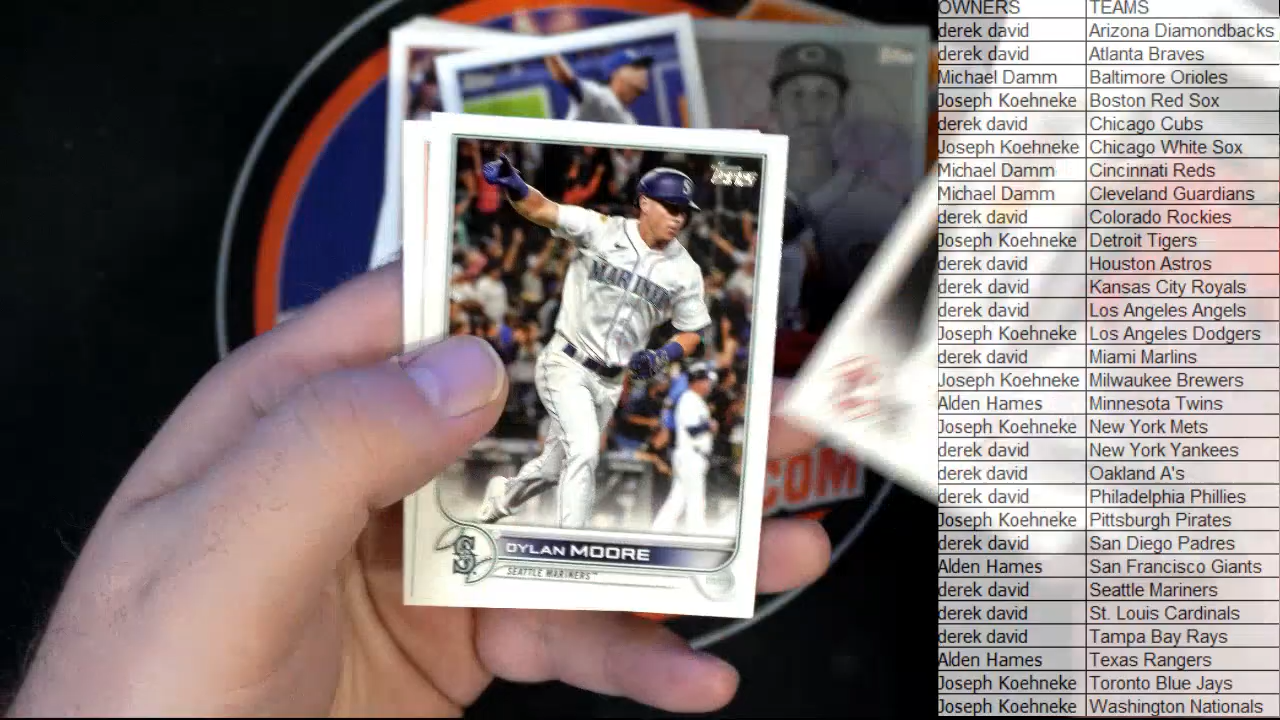 OWNERS TEAMS
derek david Arizona Diamondbacks
derek david Atlanta Braves
Michael Damm Baltimore Orioles
Joseph Koehneke Boston Red Sox
derek david Chicago Cubs
Joseph Koehneke Chicago White Sox
Michael Damm Cincinnati Reds
Michael Damm Cleveland Guardians
derek david Colorado Rockies
Joseph Koehneke Detroit Tigers
derek david Houston Astros
derek david Kansas City Royals
derek david Los Angeles Angels
Joseph Koehneke Los Angeles Dodgers
derek david Miami Marlins
Joseph Koehneke Milwaukee Brewers
Alden Hames Minnesota Twins
Joseph Koehneke New York Mets
derek david New York Yankees
derek david Oakland A's
derek david Philadelphia Phillies
Joseph Koehneke Pittsburgh Pirates
derek david San Diego Padres
Alden Hames San Francisco Giants
derek david Seattle Mariners
derek david St. Louis Cardinals
derek david Tampa Bay Rays
Alden Hames Texas Rangers
Joseph Koehneke Toronto Blue Jays
Joseph Koehneke Washington Nationals
Topps
Topps
S
MARINERS
COM
S
DYLAN MOORE
SEATTLE MARINERS™